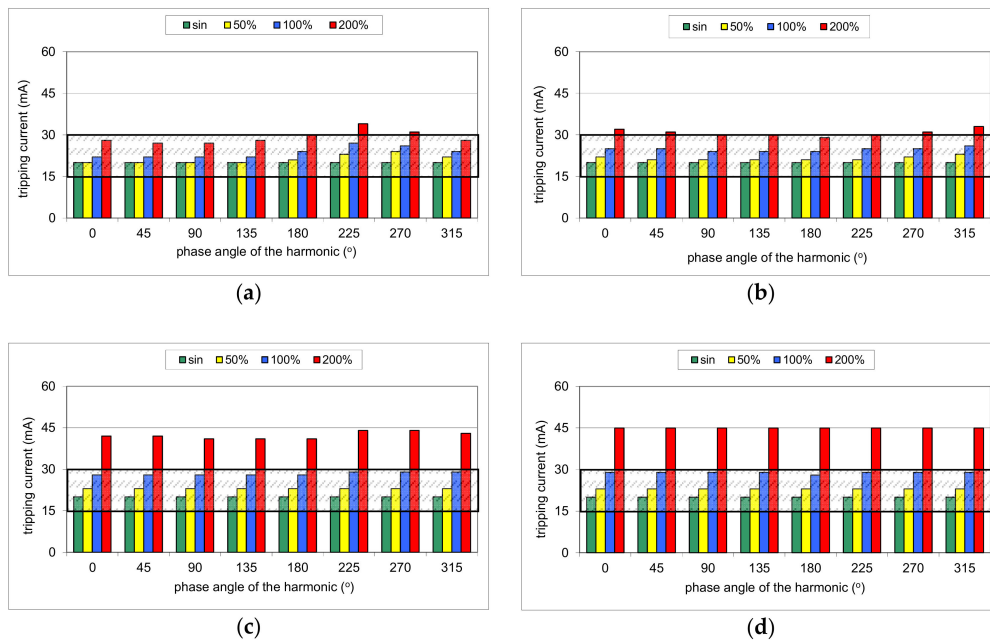 sin 50% 100% 200%
60
45
30
15
0
tripping current (mA)
0 45 90 135 180 225 270 315
phase angle of the harmonic (o)
(a)
sin 50% 100% 200%
60
45
30
15
0
tripping current (mA)
0 45 90 135 180 225 270 315
phase angle of the harmonic (o)
(b)
sin 50% 100% 200%
60
45
30
15
0
tripping current (mA)
0 45 90 135 180 225 270 315
phase angle of the harmonic (o)
(c)
sin 50% 100% 200%
60
45
30
15
0
tripping current (mA)
0 45 90 135 180 225 270 315
phase angle of the harmonic (o)
(d)